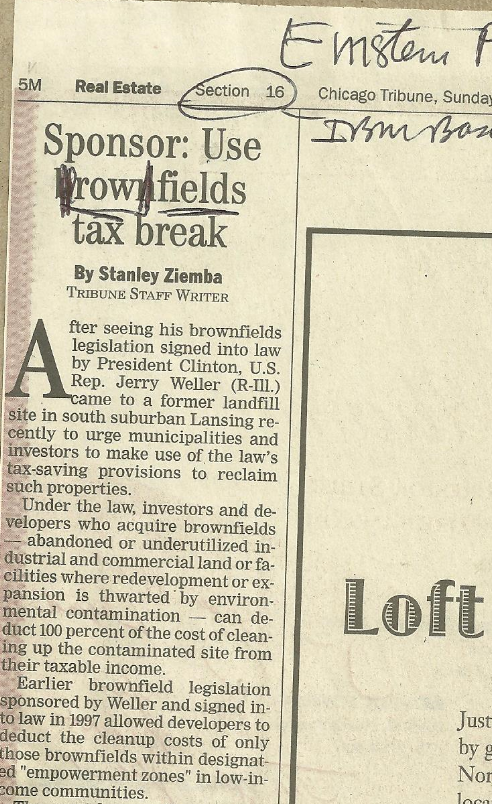 Einstein
5M Real Estate Section 16 Chicago Tribune, Sunday
IBM
Sponsor: Use
Brownfields
tax break
By Stanley Ziemba
TRIBUNE STAFF WRITER
After seeing his brownfields
legislation signed into law
by President Clinton, U.S.
Rep. Jerry Weller (R-Ill.)
came to a former landfill
site in south suburban Lansing re-
cently to urge municipalities and
investors to make use of the law's
tax-saving provisions to reclaim
such properties.
Under the law, investors and de-
velopers who acquire brownfields
— abandoned or underutilized in-
dustrial and commercial land or fa-
cilities where redevelopment or ex-
pansion is thwarted by environ-
mental contamination — can de-
duct 100 percent of the cost of clean-
ing up the contaminated site from
their taxable income.
Earlier brownfield legislation
sponsored by Weller and signed in-
to law in 1997 allowed developers to
deduct the cleanup costs of only
those brownfields within designat-
ed "empowerment zones" in low-in-
come communities.
Loft
Just
by g